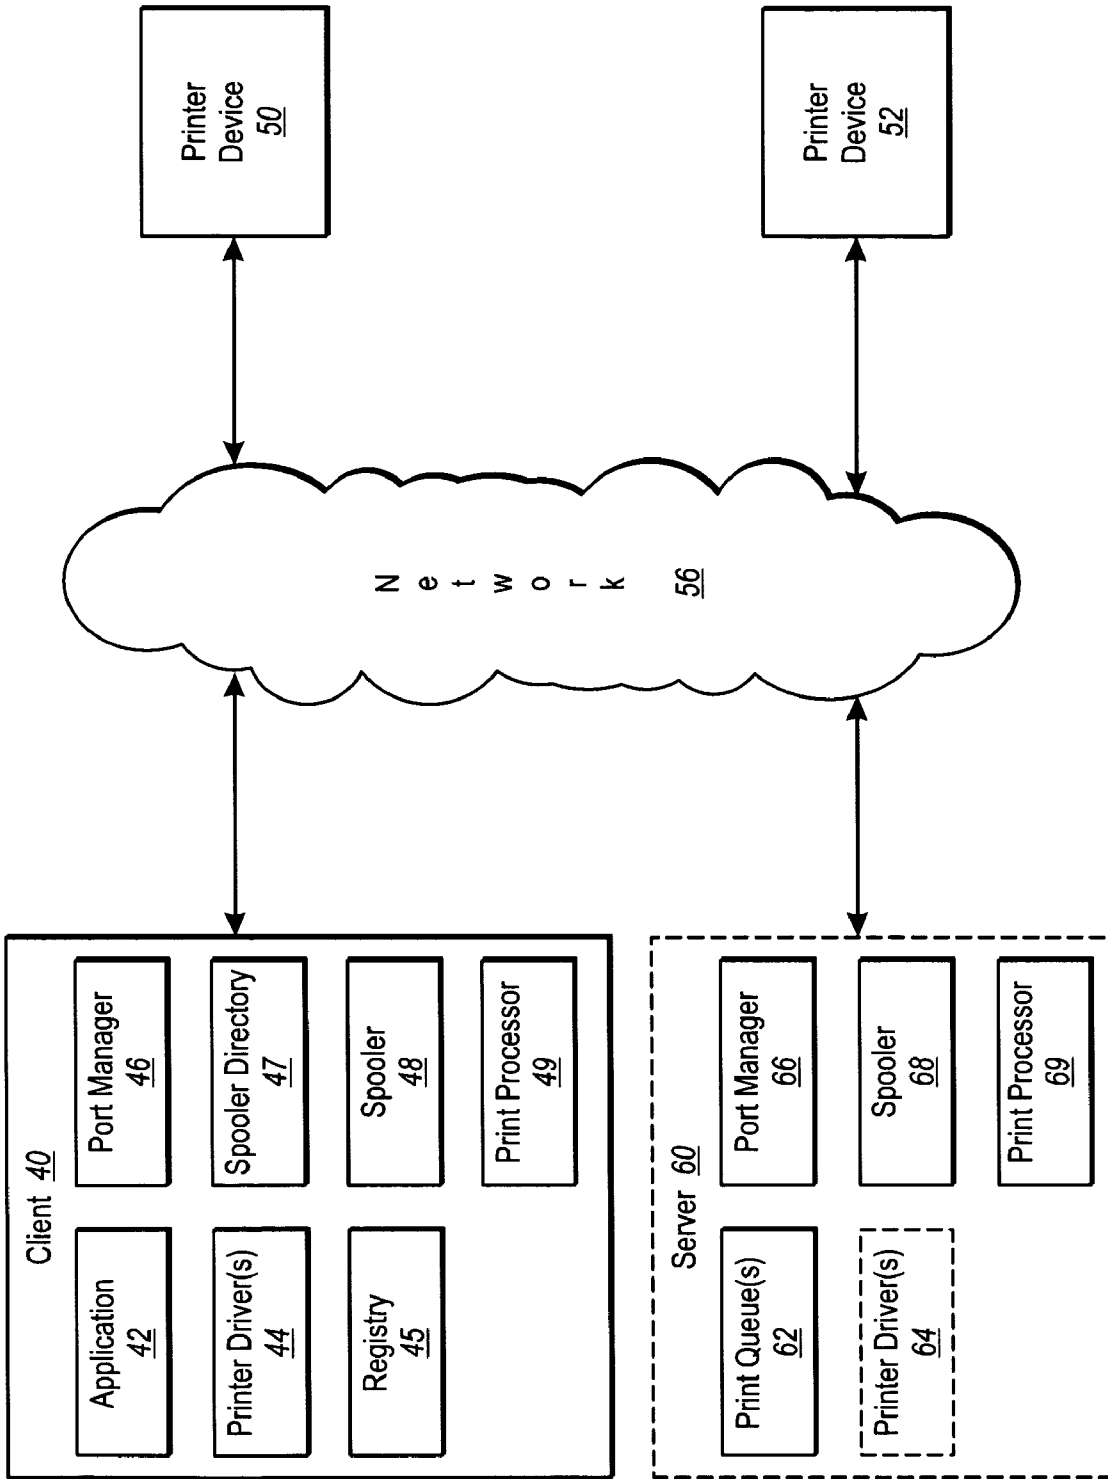 Client 40
Application
42
Port Manager
46
Printer Driver(s)
44
Spooler Directory
47
Registry
45
Spooler
48
Print Processor
49
Server 60
Print Queue(s)
62
Port Manager
66
Printer Driver(s)
64
Spooler
68
Print Processor
69
Network
56
Printer
Device
50
Printer
Device
52